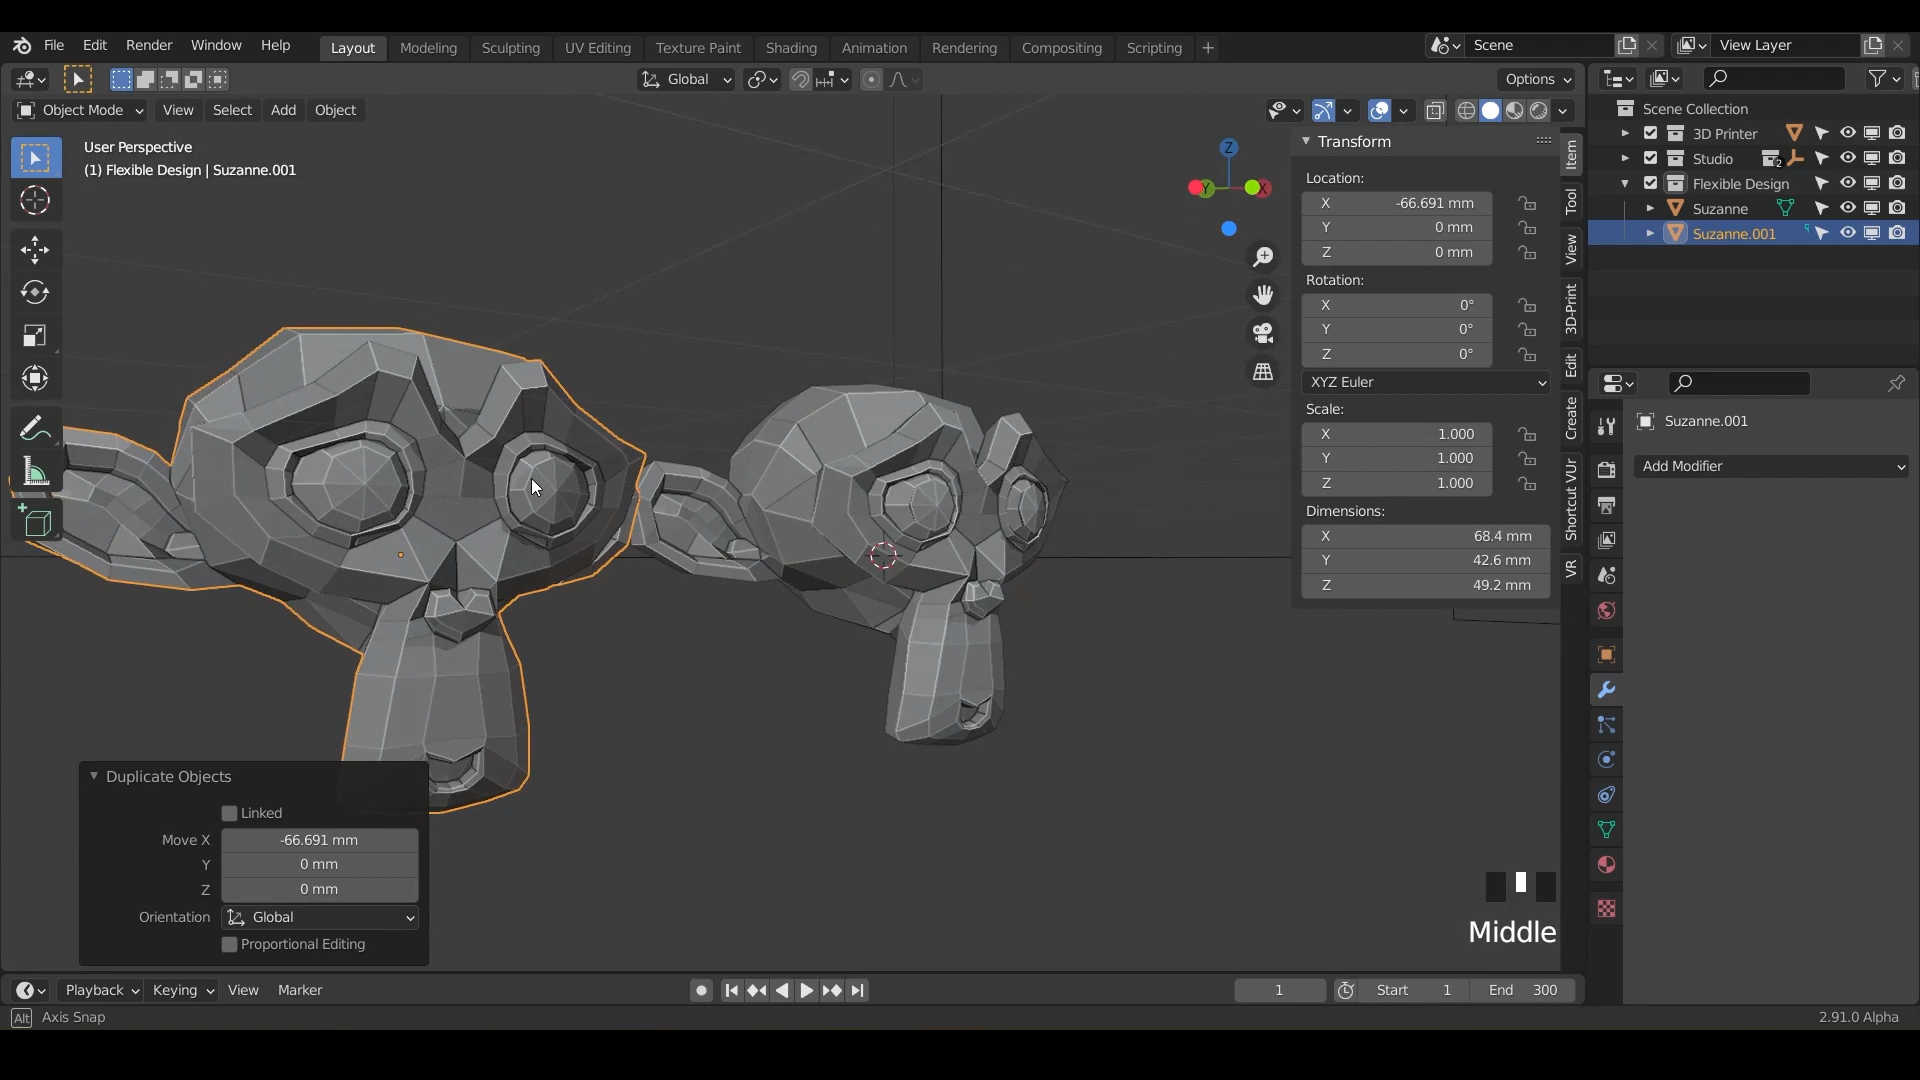 File Edit Render Window Help
Layout Modeling Sculpting UV Editing Texture Paint Shading Animation Rendering Compositing Scripting +
Scene
View Layer
Global
Options
Object Mode View Select Add Object
User Perspective
(1) Flexible Design | Suzanne.001
Z
Y
X
Transform
Location:
X -66.691 mm
Y 0 mm
Z 0 mm
Rotation:
X 0°
Y 0°
Z 0°
XYZ Euler
Scale:
X 1.000
Y 1.000
Z 1.000
Dimensions:
X 68.4 mm
Y 42.6 mm
Z 49.2 mm
Item
Tool
View
3D-Print
Edit
Create
Shortcut VUr
VR
Scene Collection
3D Printer
Studio 2
Flexible Design
Suzanne
Suzanne.001
Suzanne.001
Add Modifier
Duplicate Objects
Linked
Move X -66.691 mm
Y 0 mm
Z 0 mm
Orientation Global
Proportional Editing
Middle
Playback Keying View Marker
1
Start 1
End 300
Alt Axis Snap
2.91.0 Alpha